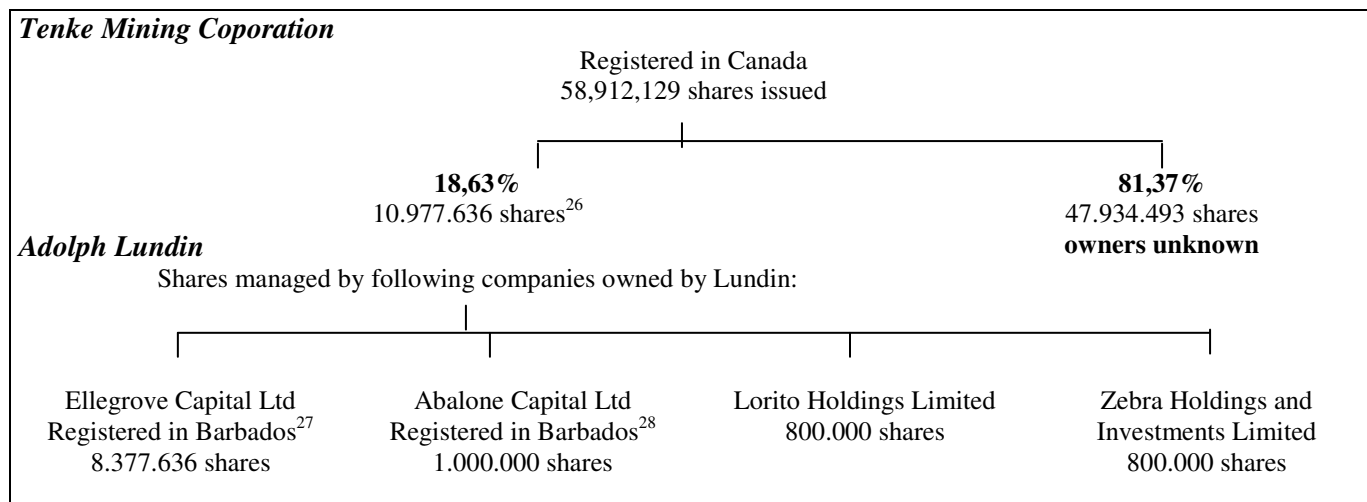 Tenke Mining Coporation
Registered in Canada
58,912,129 shares issued
18,63%
10.977.636 shares26
81,37%
47.934.493 shares
owners unknown
Adolph Lundin
Shares managed by following companies owned by Lundin:
Ellegrove Capital Ltd
Registered in Barbados27
8.377.636 shares
Abalone Capital Ltd
Registered in Barbados28
1.000.000 shares
Lorito Holdings Limited
800.000 shares
Zebra Holdings and
Investments Limited
800.000 shares